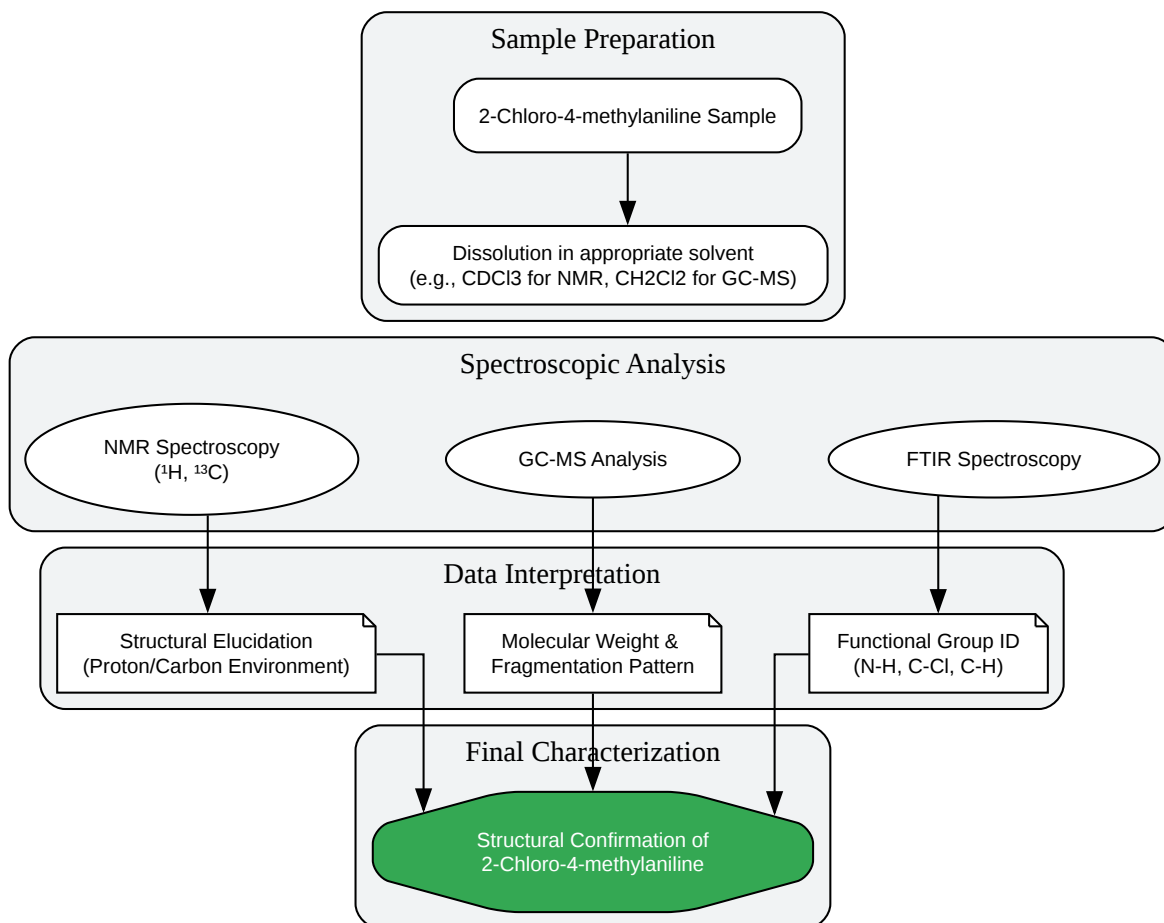 Sample Preparation
2-Chloro-4-methylaniline Sample
Dissolution in appropriate solvent
(e.g., CDCl3 for NMR, CH2Cl2 for GC-MS)
Spectroscopic Analysis
NMR Spectroscopy
(¹H, ¹³C)
GC-MS Analysis
FTIR Spectroscopy
Data Interpretation
Structural Elucidation
(Proton/Carbon Environment)
Molecular Weight &
Fragmentation Pattern
Functional Group ID
(N-H, C-Cl, C-H)
Final Characterization
Structural Confirmation of
2-Chloro-4-methylaniline